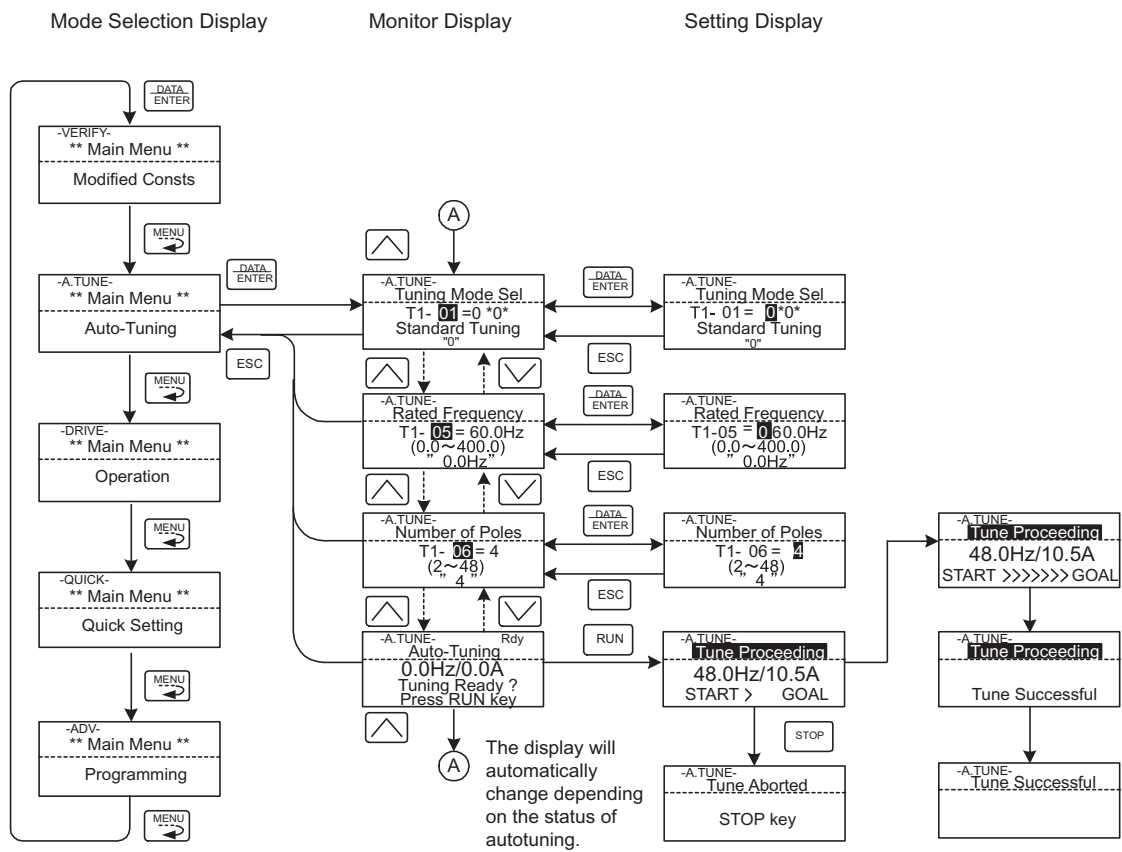 Mode Selection Display
Monitor Display
Setting Display
DATA
ENTER
-VERIFY-
** Main Menu **
Modified Consts
MENU
-A.TUNE-
** Main Menu **
Auto-Tuning
DATA
ENTER
ESC
MENU
-DRIVE-
** Main Menu **
Operation
MENU
-QUICK-
** Main Menu **
Quick Setting
MENU
-ADV-
** Main Menu **
Programming
MENU
A
-A.TUNE-
Tuning Mode Sel
T1- 01 =0 *0*
Standard Tuning
"0"
DATA
ENTER
ESC
-A.TUNE-
Tuning Mode Sel
T1- 01 = 0*0*
Standard Tuning
"0"
-A.TUNE-
Rated Frequency
T1- 05 = 60.0Hz
(0.0～400.0)
" 0.0Hz"
DATA
ENTER
ESC
-A.TUNE-
Rated Frequency
T1-05 = 060.0Hz
(0.0～400.0)
" 0.0Hz"
-A.TUNE-
Number of Poles
T1- 06 = 4
(2～48)
" 4 "
DATA
ENTER
ESC
-A.TUNE-
Number of Poles
T1- 06 = 4
(2～48)
" 4 "
-A.TUNE- Rdy
Auto-Tuning
0.0Hz/0.0A
Tuning Ready ?
Press RUN key
RUN
-A.TUNE-
Tune Proceeding
48.0Hz/10.5A
START > GOAL
-A.TUNE-
Tune Proceeding
48.0Hz/10.5A
START >>>>>>> GOAL
-A.TUNE-
Tune Proceeding
Tune Successful
-A.TUNE-
Tune Successful
STOP
-A.TUNE-
Tune Aborted
STOP key
A
The display will
automatically
change depending
on the status of
autotuning.